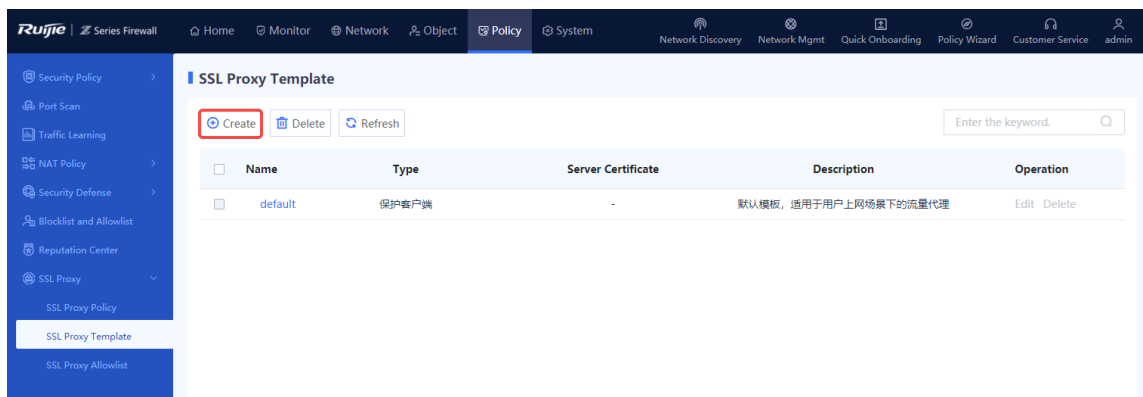 Ruijie | Z Series Firewall
Home
Monitor
Network
Object
Policy
System
Network Discovery
Network Mgmt
Quick Onboarding
Policy Wizard
Customer Service
admin
Security Policy
Port Scan
Traffic Learning
NAT Policy
Security Defense
Blocklist and Allowlist
Reputation Center
SSL Proxy
SSL Proxy Policy
SSL Proxy Template
SSL Proxy Allowlist
SSL Proxy Template
Create
Delete
Refresh
Enter the keyword.
Name Type Server Certificate Description Operation
default 保护客户端 - 默认模板，适用于用户上网场景下的流量代理 Edit Delete